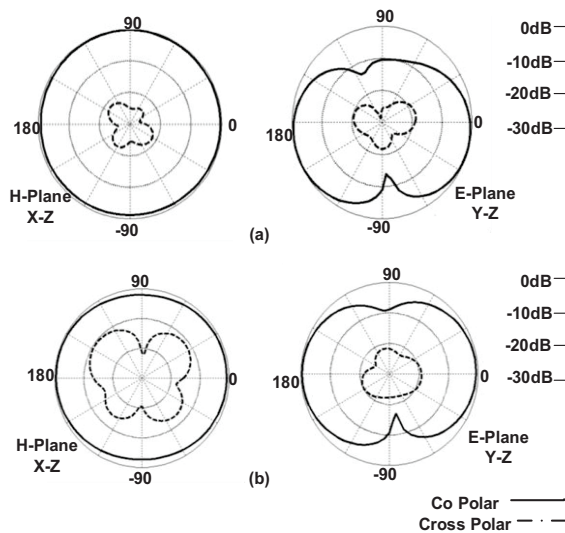 90
90
0dB
-10dB
-20dB
-30dB
180
0
180
0
H-Plane
X-Z
E-Plane
Y-Z
-90
-90
(a)
90
90
0dB
-10dB
-20dB
-30dB
180
0
180
0
H-Plane
X-Z
E-Plane
Y-Z
-90
-90
(b)
Co Polar
Cross Polar